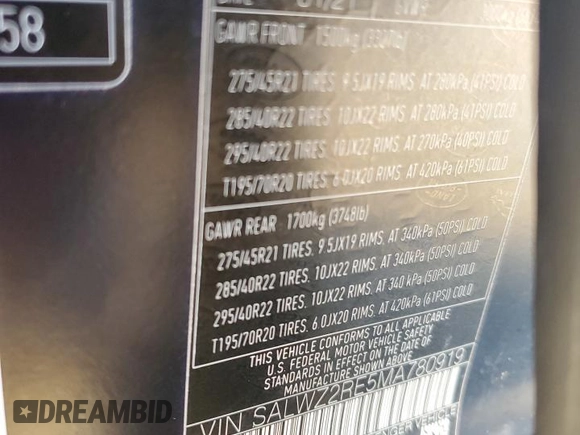 58
GAWR FRONT 1500kg (3307lb)
275/45R21 TIRES. 9 5JX19 RIMS. AT 280kPa (41PSI) COLD
285/40R22 TIRES. 10JX22 RIMS. AT 280kPa (41PSI) COLD
295/40R22 TIRES. 10JX22 RIMS. AT 270kPa (40PSI) COLD
T195/70R20 TIRES. 6.0JX20 RIMS. AT 420kPa (61PSI) COLD
GAWR REAR 1700kg (3748lb)
275/45R21 TIRES. 9 5JX19 RIMS. AT 340kPa (50PSI) COLD
285/40R22 TIRES. 10JX22 RIMS. AT 340kPa (50PSI) COLD
295/40R22 TIRES. 10JX22 RIMS. AT 340 kPa (50PSI) COLD
T195/70R20 TIRES. 6.0JX20 RIMS. AT 420kPa (61PSI) COLD
THIS VEHICLE CONFORMS TO ALL APPLICABLE
U.S. FEDERAL MOTOR VEHICLE SAFETY
STANDARDS IN EFFECT ON THE DATE OF
MANUFACTURE SHOWN ABOVE
VIN SALWZ2RE5MA780919
VEHICLE
DREAMBID